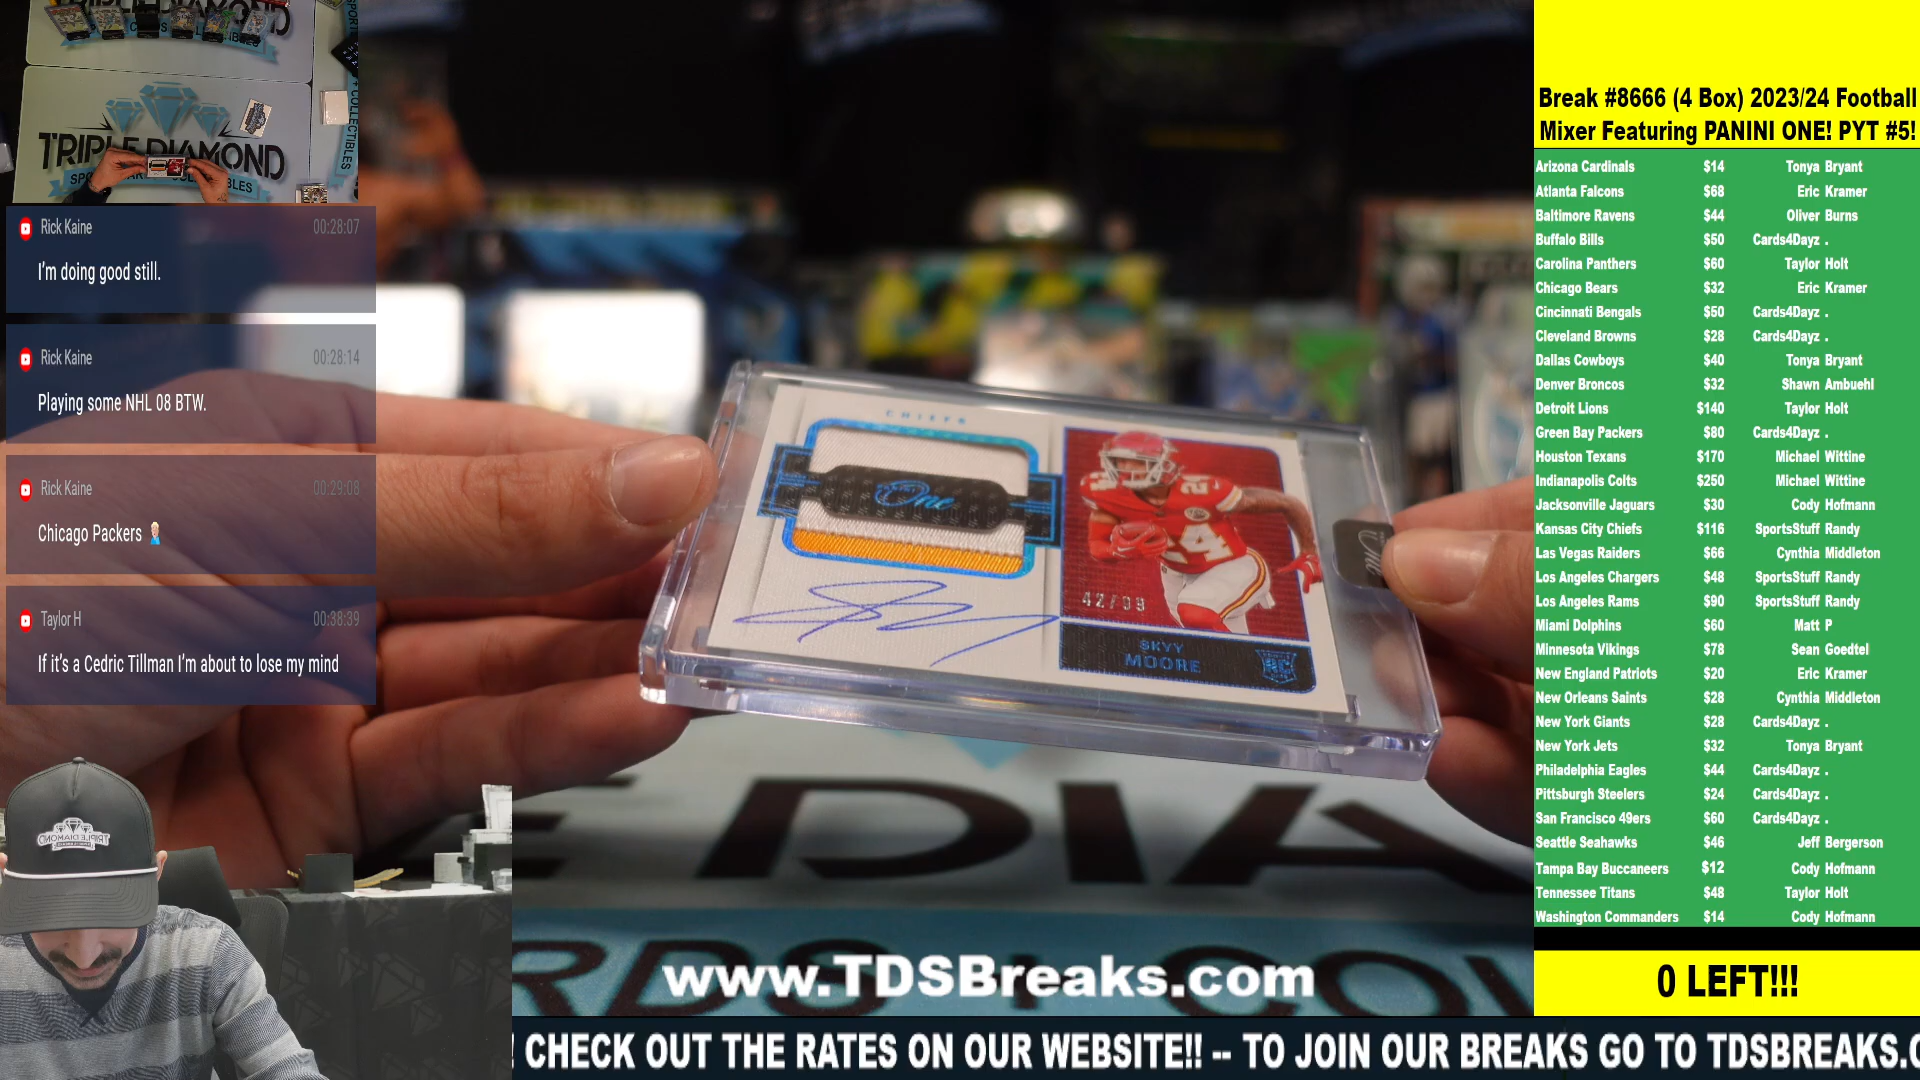 TRIPLE DIAMOND
COLLECTIBLES
Rick Kaine 00:28:07
I'm doing good still.
Rick Kaine 00:28:14
Playing some NHL 08 BTW.
Rick Kaine 00:29:08
Chicago Packers
Taylor H 00:38:39
If it's a Cedric Tillman I'm about to lose my mind
CHIEFS
One
24
42/99
SKYY
MOORE
RC
E DIA
RDS + COL
www.TDSBreaks.com
! CHECK OUT THE RATES ON OUR WEBSITE!! -- TO JOIN OUR BREAKS GO TO TDSBREAKS.C
Break #8666 (4 Box) 2023/24 Football
Mixer Featuring PANINI ONE! PYT #5!
Arizona Cardinals $14 Tonya Bryant
Atlanta Falcons $68 Eric Kramer
Baltimore Ravens $44 Oliver Burns
Buffalo Bills $50 Cards4Dayz .
Carolina Panthers $60 Taylor Holt
Chicago Bears $32 Eric Kramer
Cincinnati Bengals $50 Cards4Dayz .
Cleveland Browns $28 Cards4Dayz .
Dallas Cowboys $40 Tonya Bryant
Denver Broncos $32 Shawn Ambuehl
Detroit Lions $140 Taylor Holt
Green Bay Packers $80 Cards4Dayz .
Houston Texans $170 Michael Wittine
Indianapolis Colts $250 Michael Wittine
Jacksonville Jaguars $30 Cody Hofmann
Kansas City Chiefs $116 SportsStuff Randy
Las Vegas Raiders $66 Cynthia Middleton
Los Angeles Chargers $48 SportsStuff Randy
Los Angeles Rams $90 SportsStuff Randy
Miami Dolphins $60 Matt P
Minnesota Vikings $78 Sean Goedtel
New England Patriots $20 Eric Kramer
New Orleans Saints $28 Cynthia Middleton
New York Giants $28 Cards4Dayz .
New York Jets $32 Tonya Bryant
Philadelphia Eagles $44 Cards4Dayz .
Pittsburgh Steelers $24 Cards4Dayz .
San Francisco 49ers $60 Cards4Dayz .
Seattle Seahawks $46 Jeff Bergerson
Tampa Bay Buccaneers $12 Cody Hofmann
Tennessee Titans $48 Taylor Holt
Washington Commanders $14 Cody Hofmann
0 LEFT!!!